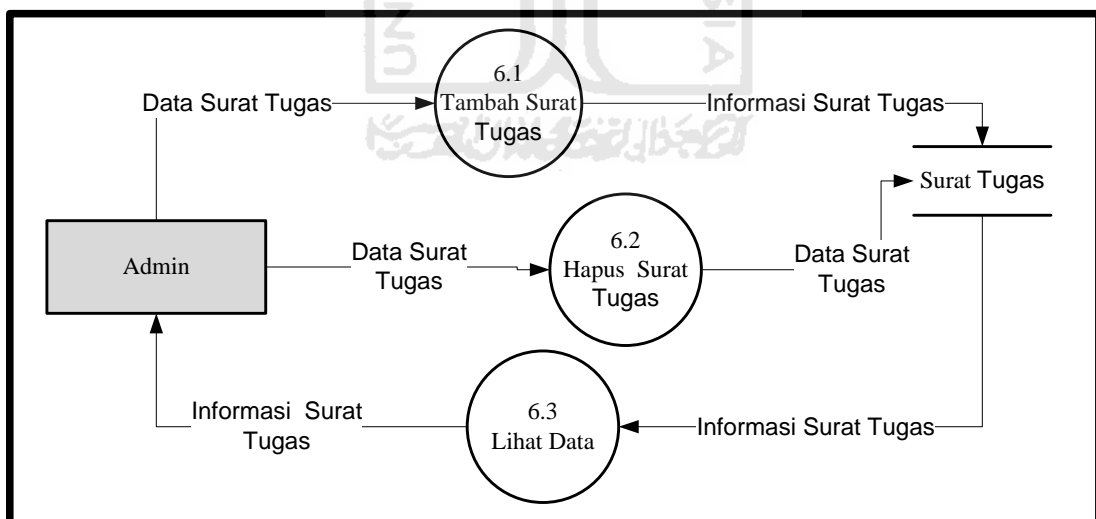 6.1
Tambah Surat
Tugas
Data Surat Tugas
Informasi Surat Tugas
Surat Tugas
Admin
Data Surat
Tugas
6.2
Hapus Surat
Tugas
Data Surat
Tugas
Informasi Surat
Tugas
6.3
Lihat Data
Informasi Surat Tugas